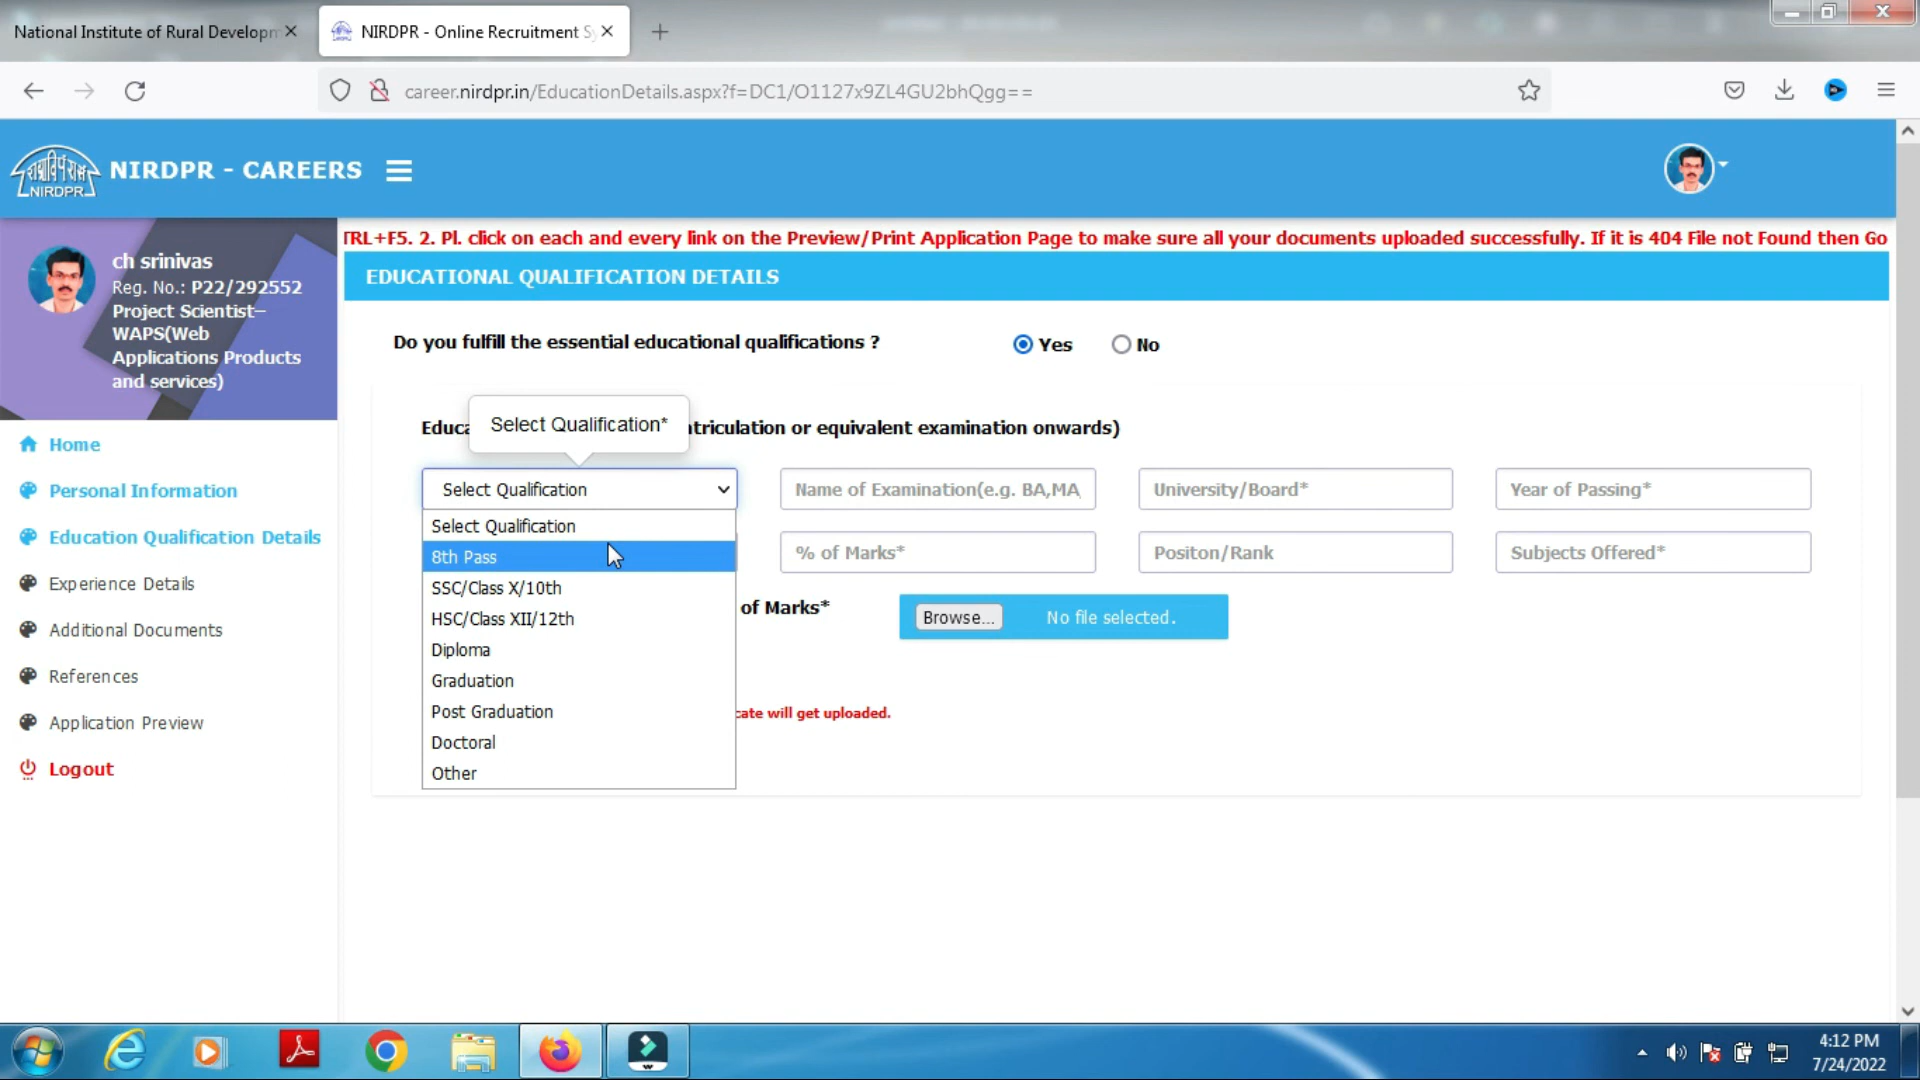 National Institute of Rural Developm
NIRDPR - Online Recruitment Sy
career.nirdpr.in/EducationDetails.aspx?f=DC1/O1127x9ZL4GU2bhQgg==
NIRDPR
NIRDPR - CAREERS
ch srinivas
Reg. No.: P22/292552
Project Scientist–
WAPS(Web
Applications Products
and services)
Home
Personal Information
Education Qualification Details
Experience Details
Additional Documents
References
Application Preview
Logout
TRL+F5. 2. Pl. click on each and every link on the Preview/Print Application Page to make sure all your documents uploaded successfully. If it is 404 File not Found then Go
EDUCATIONAL QUALIFICATION DETAILS
Do you fulfill the essential educational qualifications ?
Yes
No
Select Qualification*
Educa
triculation or equivalent examination onwards)
Select Qualification
Name of Examination(e.g. BA,MA,
University/Board*
Year of Passing*
Select Qualification
8th Pass
SSC/Class X/10th
HSC/Class XII/12th
Diploma
Graduation
Post Graduation
Doctoral
Other
% of Marks*
Positon/Rank
Subjects Offered*
of Marks*
Browse...
No file selected.
cate will get uploaded.
4:12 PM
7/24/2022